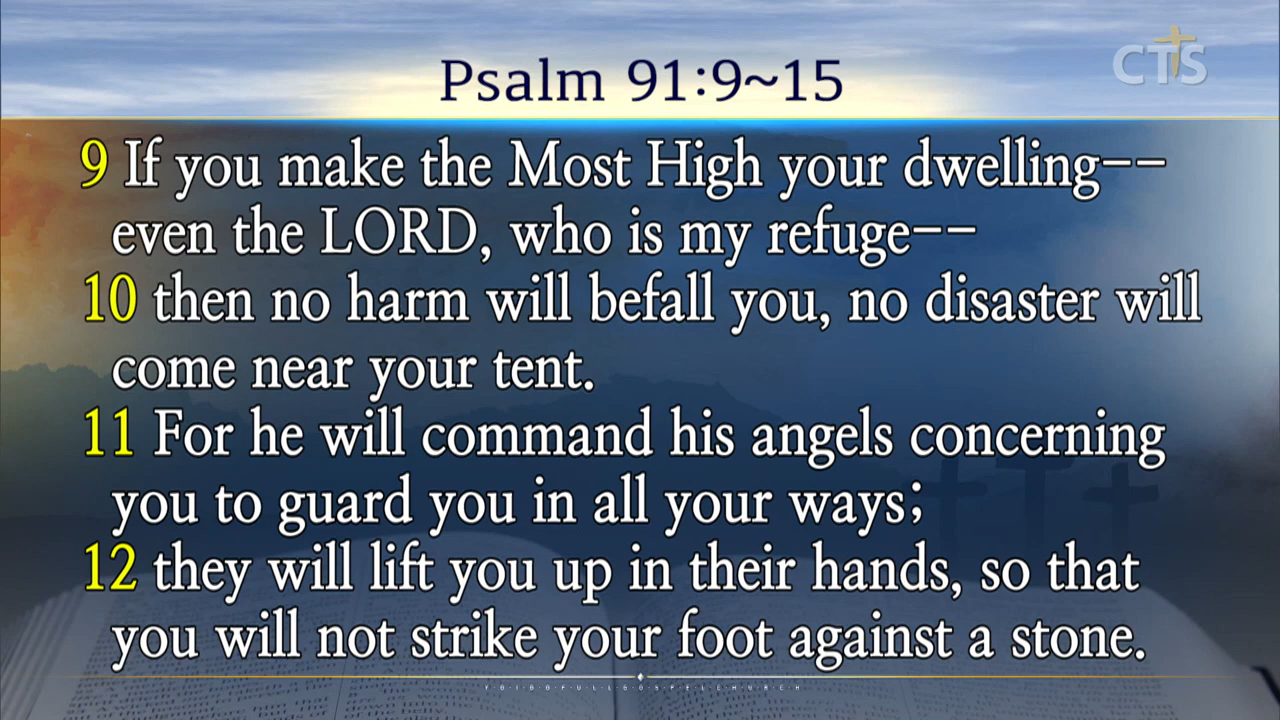 CTS
Psalm 91:9~15
9 If you make the Most High your dwelling--
even the LORD, who is my refuge--
10 then no harm will befall you, no disaster will
come near your tent.
11 For he will command his angels concerning
you to guard you in all your ways;
12 they will lift you up in their hands, so that
you will not strike your foot against a stone.
YOIDOFULLGOSPELCHURCH